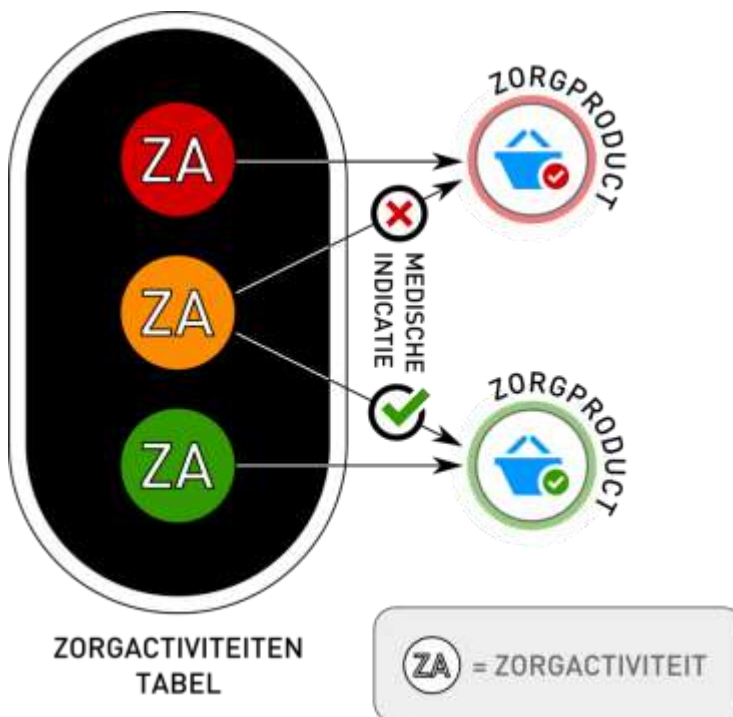 ZORGPRODUCT
ZA
MEDISCHE
INDICATIE
ZA
ZORGPRODUCT
ZA
ZORGACTIVITEITEN
TABEL
ZA = ZORGACTIVITEIT